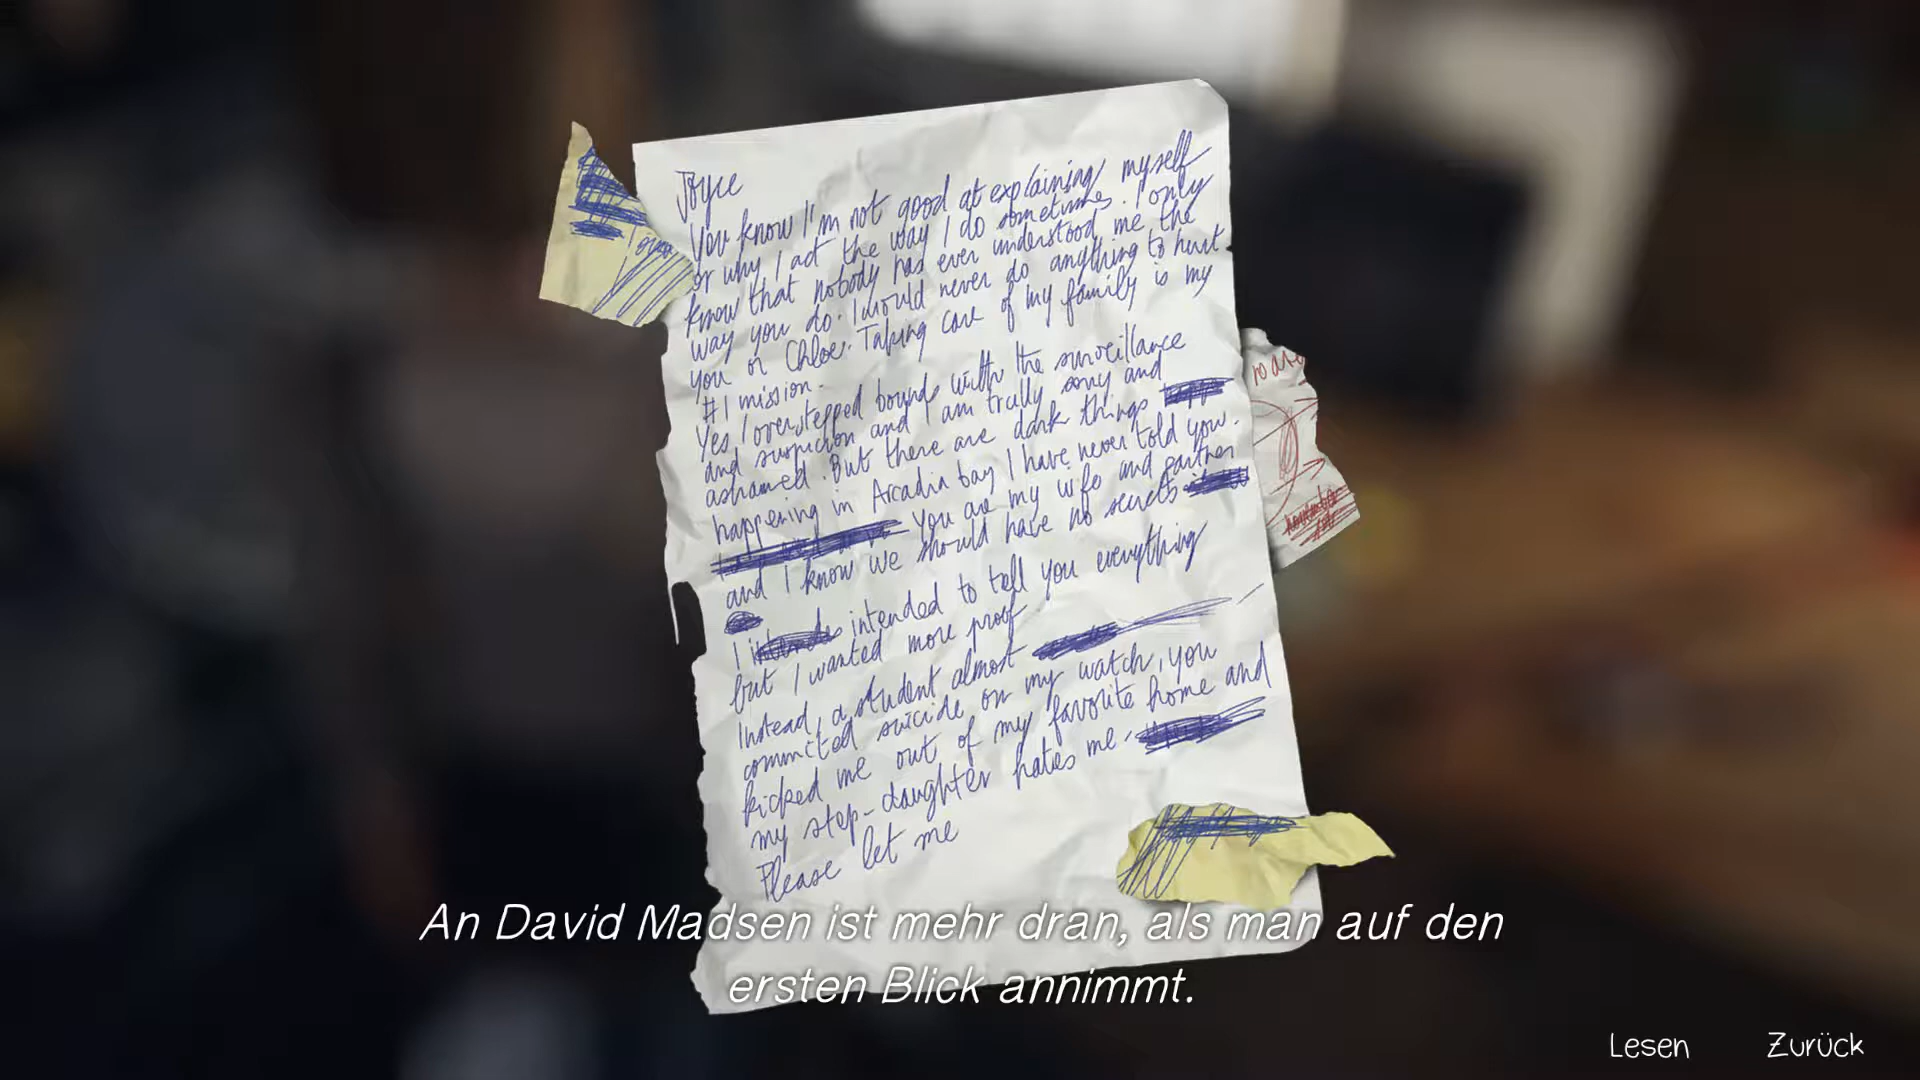 Joyce
You know I'm not good at explaining myself
or why I act the way I do sometimes. I only
know that nobody has ever understood me the
way you do. I would never do anything to hurt
you or Chloe. Taking care of my family is my
#1 mission.
Yes I overstepped bounds with the surveillance
and suspicion and I am trully sorry and
ashamed. But there are dark things
happening in Arcadia bay I have never told you.
You are my wife and partner
and I know we should have no secrets
I intended to tell you everything
but I wanted more proof
Instead, a student almost
committed suicide on my watch, you
kicked me out of my favorite home and
my step-daughter hates me.
Please let me
An David Madsen ist mehr dran, als man auf den
ersten Blick annimmt.
Lesen Zurück